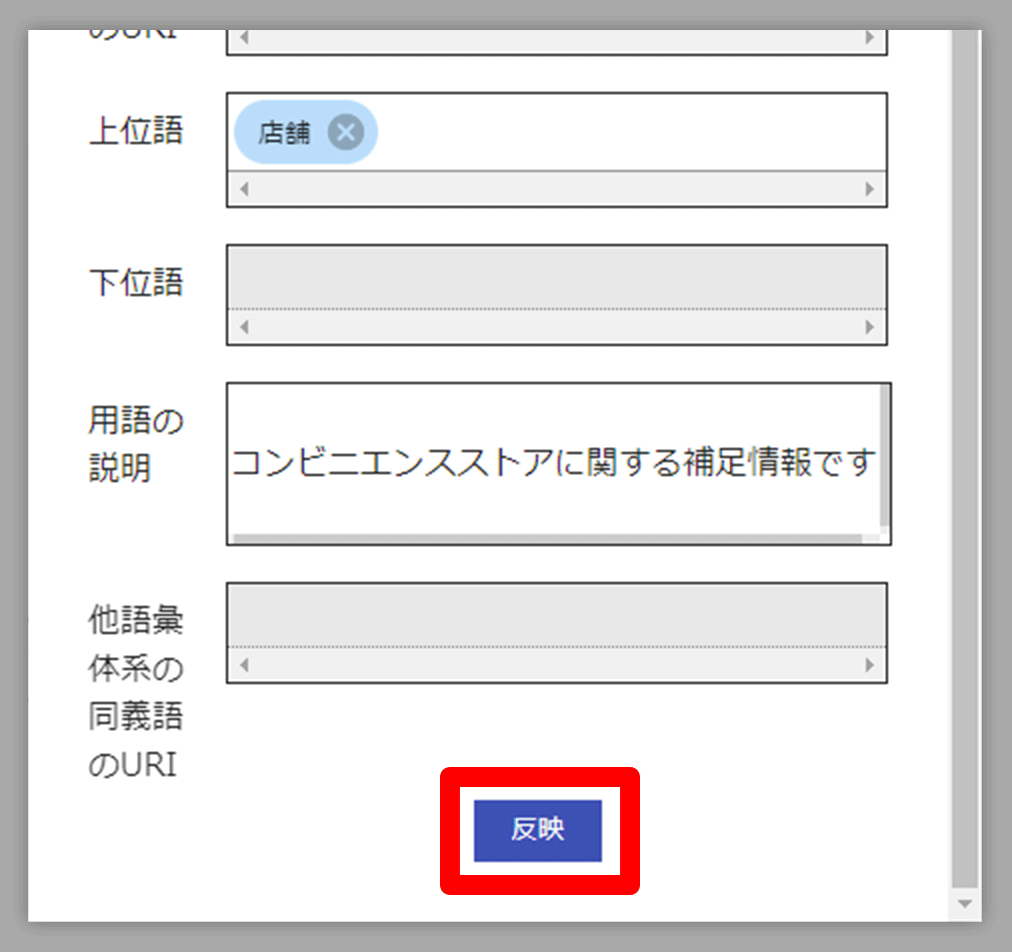 のURI
上位語
店舗
下位語
用語の
説明
コンビニエンスストアに関する補足情報です
他語彙
体系の
同義語
のURI
反映